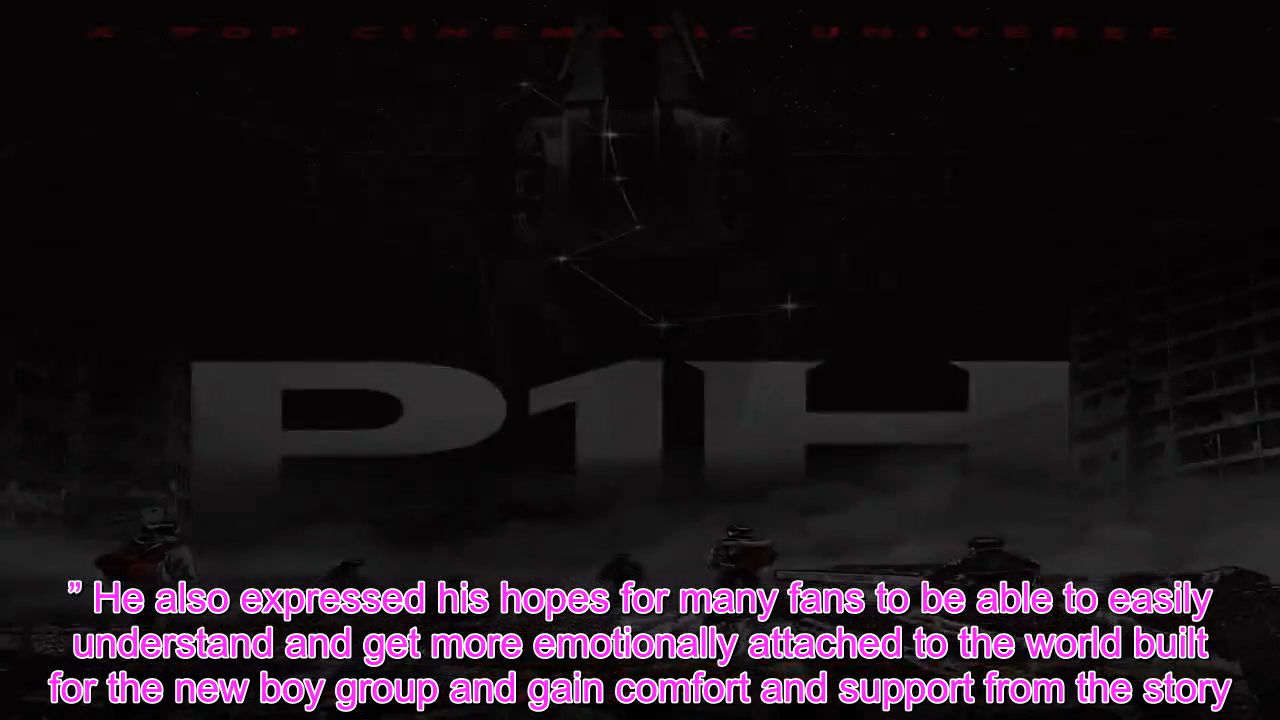 A POP CINEMATIC UNIVERSE
P1H
” He also expressed his hopes for many fans to be able to easily
understand and get more emotionally attached to the world built
for the new boy group and gain comfort and support from the story